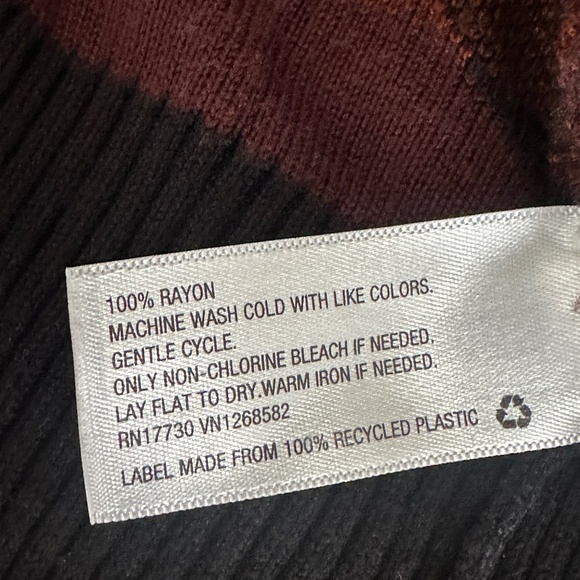 100% RAYON
MACHINE WASH COLD WITH LIKE COLORS.
GENTLE CYCLE.
ONLY NON-CHLORINE BLEACH IF NEEDED.
LAY FLAT TO DRY.WARM IRON IF NEEDED.
RN17730 VN1268582
LABEL MADE FROM 100% RECYCLED PLASTIC